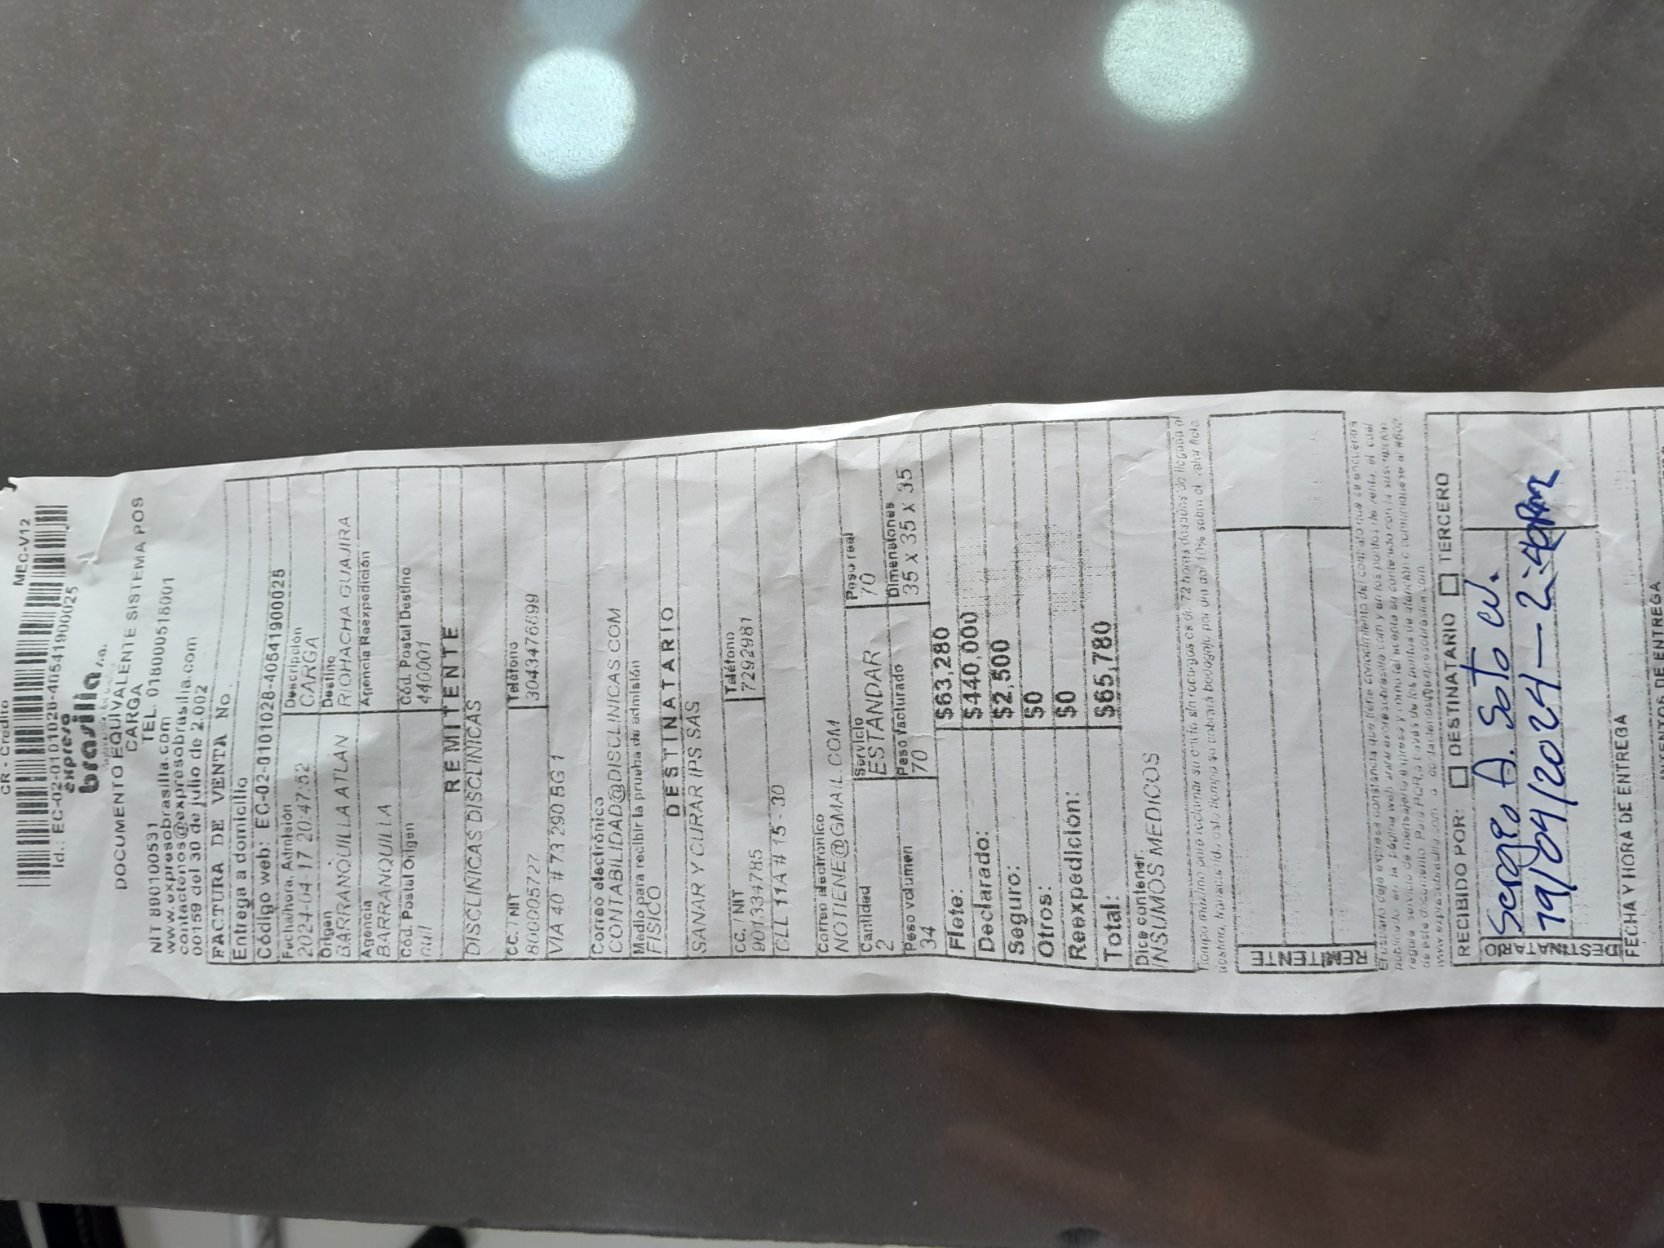 CR - Credito
MEC-V12
Id.: EC-02-0101028-4054190025
expreso
brasilia s.a.
DOCUMENTO EQUIVALENTE SISTEMA POS
CARGA
NIT 890100531 TEL. 018000518001
www.expresobrasilia.com
contactenos@expresobrasilia.com
00159 del 30 de julio de 2.002
FACTURA DE VENTA No
Entrega a domicilio
Código web: EC-02-0101028-4054190025
Fecha/hora, Admisión Descripción
2024-04-17 20:47:52 CARGA
Origen Destino
BARRANQUILLA ATLAN RIOHACHA GUAJIRA
Agencia Agencia Reexpedición
BARRANQUILLA
Cód. Postal Origen Cód. Postal Destino
null 440001
REMITENTE
DISCLINICAS DISCLINICAS
CC. / NIT Teléfono
8000005727 3043476899
VIA 40 # 73 290 BG 1
Correo electrónico
CONTABILIDAD@DISCLINICAS.COM
Medio para recibir la prueba de admisión
FISICO
DESTINATARIO
SANAR Y CURAR IPS SAS
CC. / NIT Teléfono
901334785 7292981
CLL 11A # 15 - 30
Correo electrónico
NOTIENE@GMAIL.COM
Cantidad Servicio Peso real
2 ESTANDAR 70
Peso volumen Peso facturado Dimensiones
34 70 35 X 35 X 35
Flete: $63,280
Declarado: $440,000
Seguro: $2,500
Otros: $0
Reexpedición: $0
Total: $65,780
Dice contener:
INSUMOS MEDICOS
REMITENTE
RECIBIDO POR: DESTINATARIO TERCERO
DESTINATARIO
Sergio A. Soto W.
19/04/2024 - 2:40Pm
FECHA Y HORA DE ENTREGA
INTENTOS DE ENTREGA